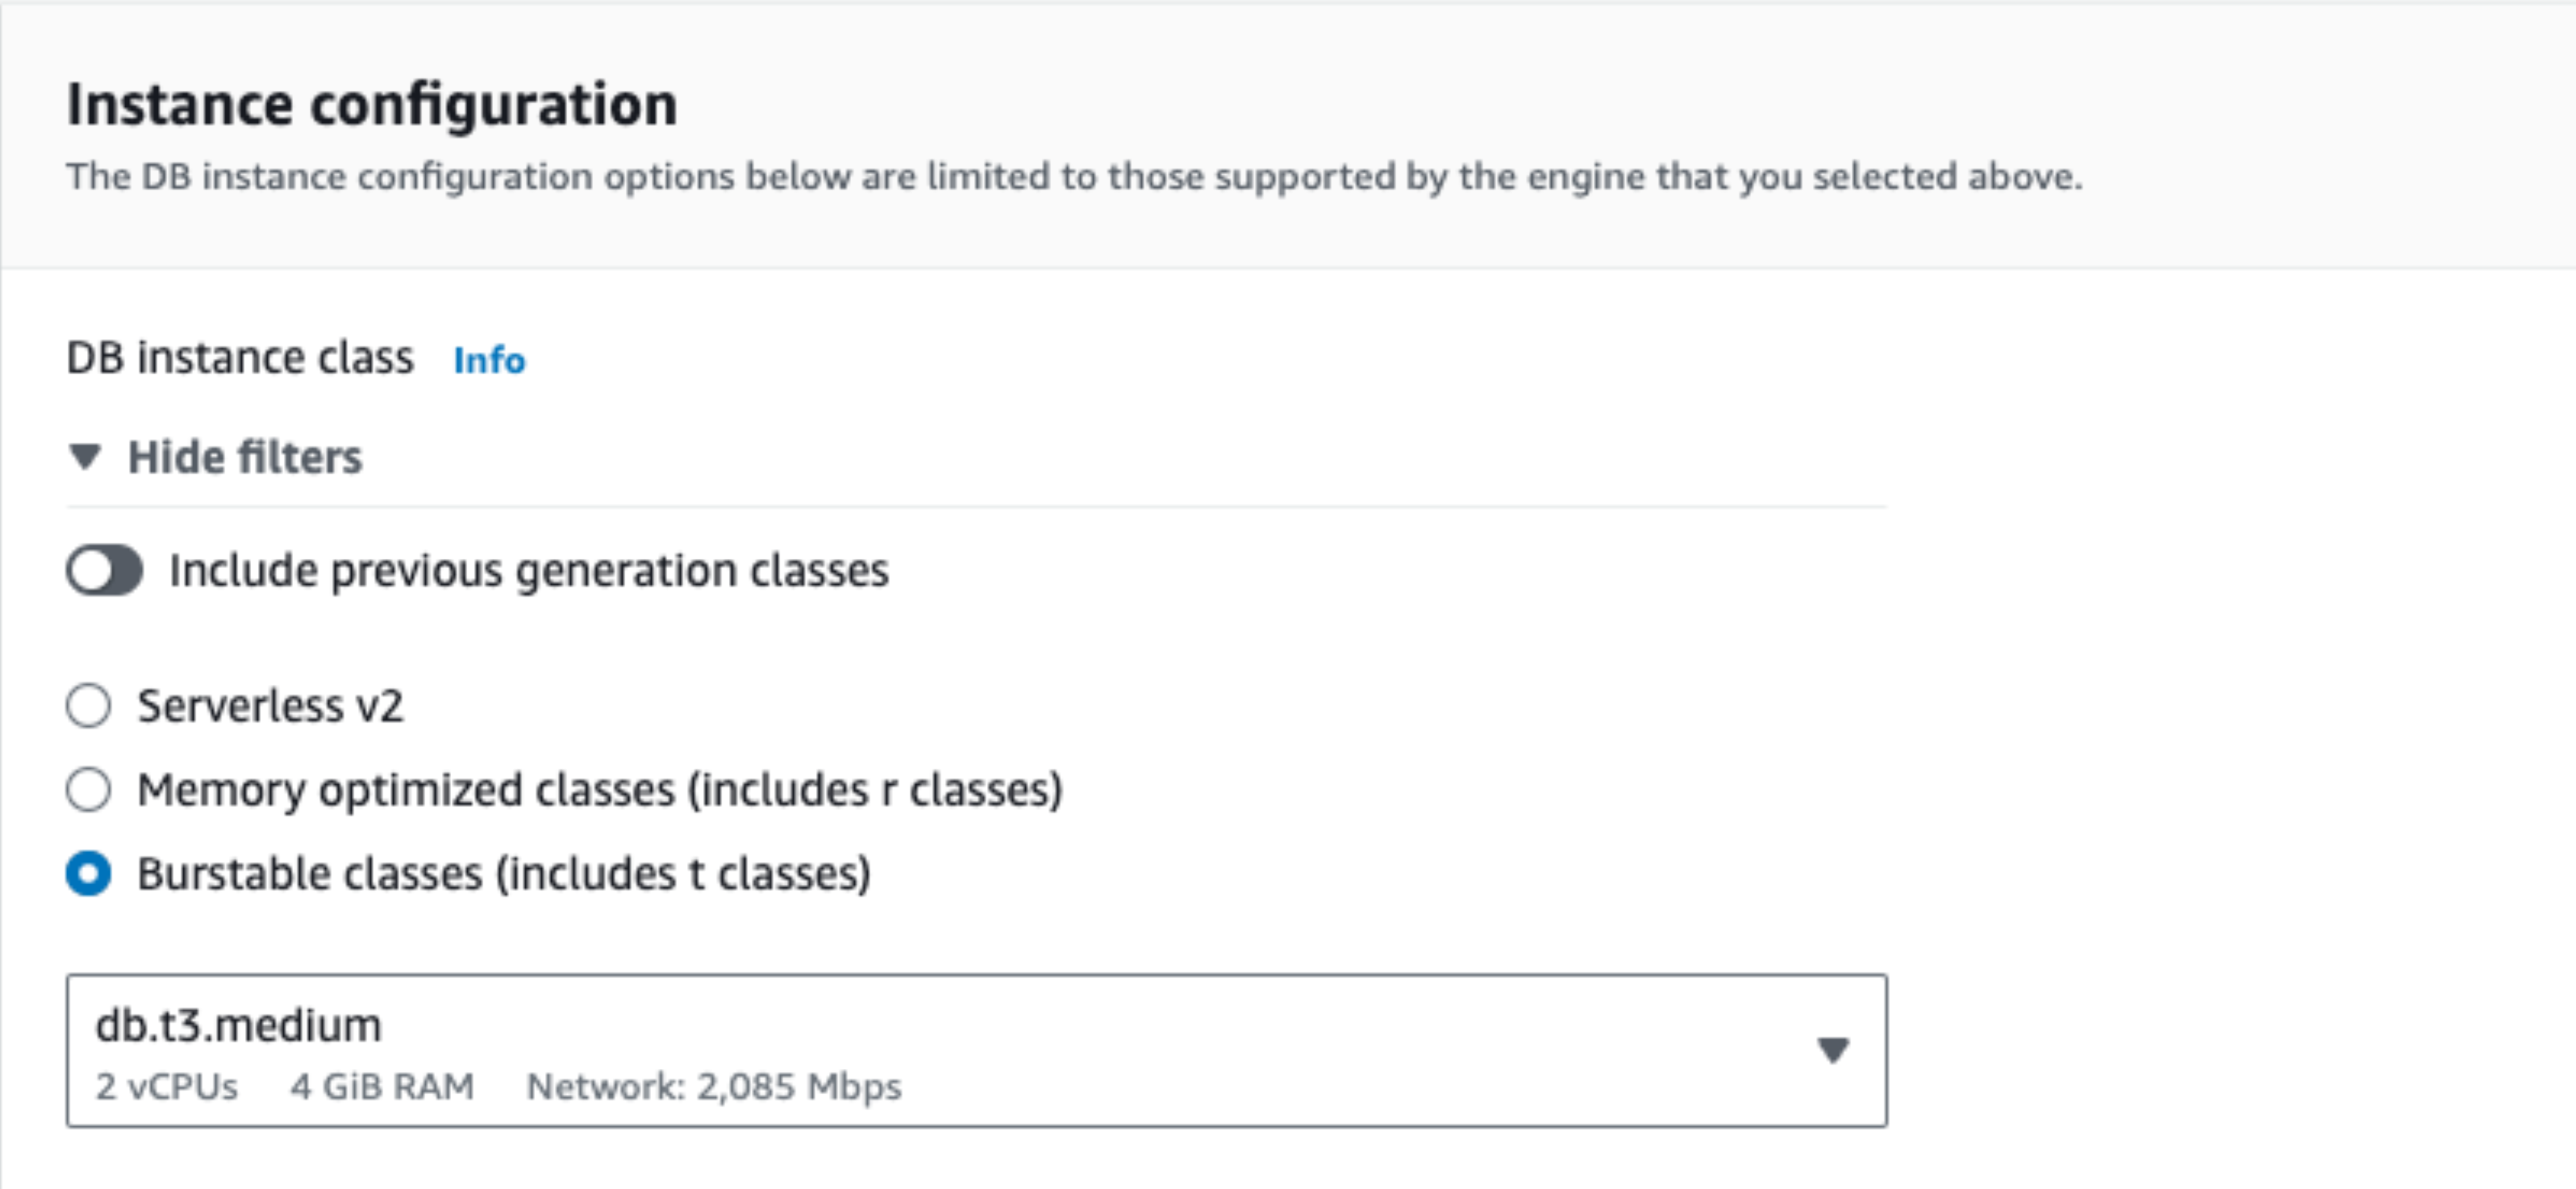 Instance configuration
The DB instance configuration options below are limited to those supported by the engine that you selected above.
DB instance class Info
Hide filters
Include previous generation classes
Serverless v2
Memory optimized classes (includes r classes)
Burstable classes (includes t classes)
db.t3.medium
2 vCPUs 4 GiB RAM Network: 2,085 Mbps